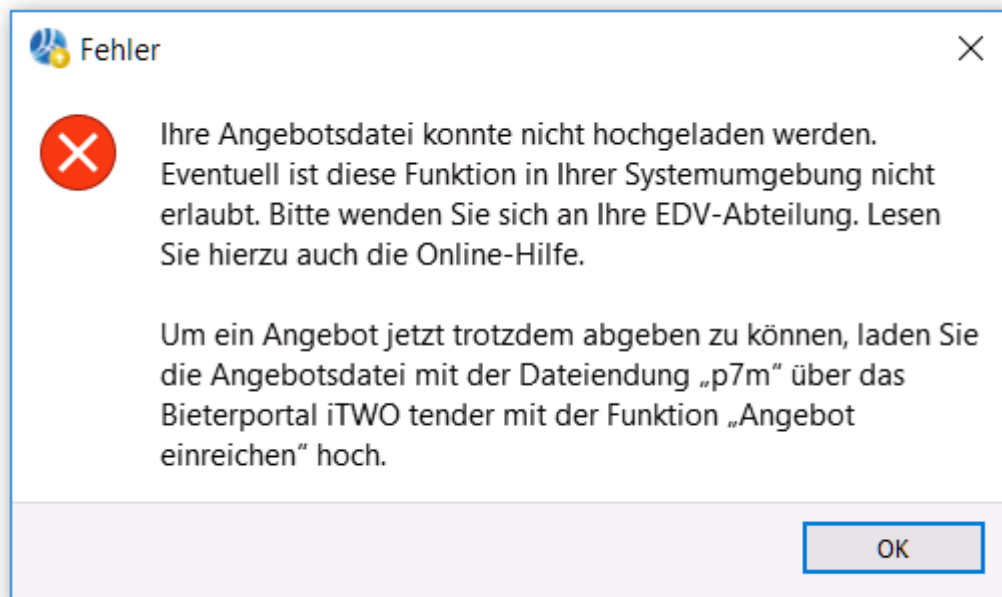 Fehler
Ihre Angebotsdatei konnte nicht hochgeladen werden.
Eventuell ist diese Funktion in Ihrer Systemumgebung nicht
erlaubt. Bitte wenden Sie sich an Ihre EDV-Abteilung. Lesen
Sie hierzu auch die Online-Hilfe.
Um ein Angebot jetzt trotzdem abgeben zu können, laden Sie
die Angebotsdatei mit der Dateiendung „p7m“ über das
Bieterportal iTWO tender mit der Funktion „Angebot
einreichen“ hoch.
OK